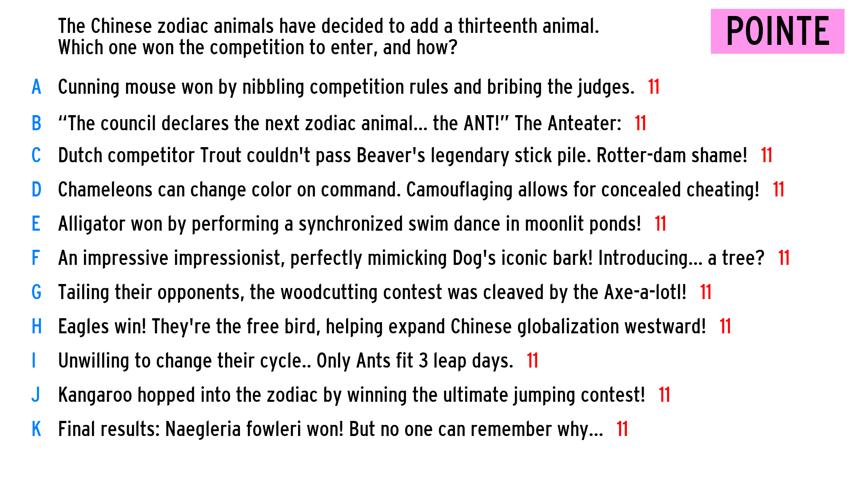 The Chinese zodiac animals have decided to add a thirteenth animal.
Which one won the competition to enter, and how?
POINTE
A Cunning mouse won by nibbling competition rules and bribing the judges. 11
B “The council declares the next zodiac animal... the ANT!” The Anteater: 11
C Dutch competitor Trout couldn't pass Beaver's legendary stick pile. Rotter-dam shame! 11
D Chameleons can change color on command. Camouflaging allows for concealed cheating! 11
E Alligator won by performing a synchronized swim dance in moonlit ponds! 11
F An impressive impressionist, perfectly mimicking Dog's iconic bark! Introducing... a tree? 11
G Tailing their opponents, the woodcutting contest was cleaved by the Axe-a-lotl! 11
H Eagles win! They're the free bird, helping expand Chinese globalization westward! 11
I Unwilling to change their cycle.. Only Ants fit 3 leap days. 11
J Kangaroo hopped into the zodiac by winning the ultimate jumping contest! 11
K Final results: Naegleria fowleri won! But no one can remember why... 11